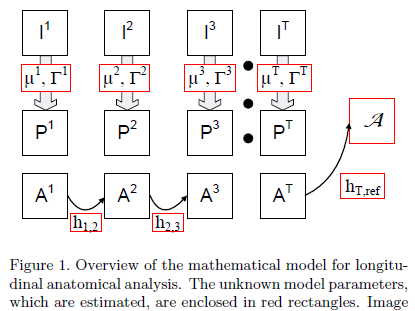 I¹ I² I³ Iᵀ
μ¹, Γ¹ μ², Γ² μ³, Γ³ μᵀ, Γᵀ
P¹ P² P³ Pᵀ
𝒜
A¹ A² A³ Aᵀ
h₁,₂ h₂,₃ h_T,ref
Figure 1. Overview of the mathematical model for longitu-
dinal anatomical analysis. The unknown model parameters,
which are estimated, are enclosed in red rectangles. Image